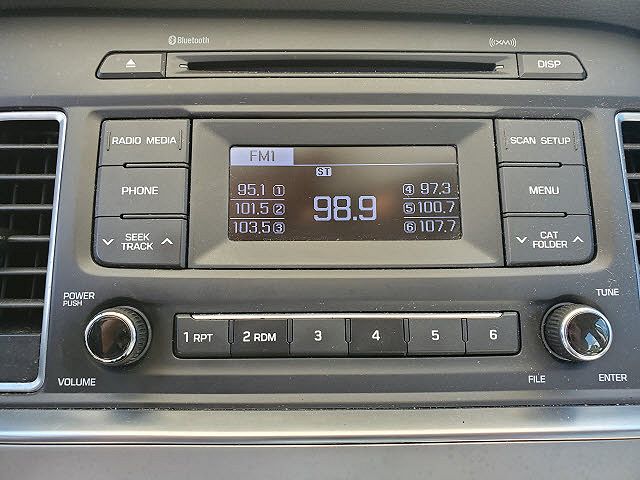 Bluetooth
((XM))
DISP
RADIO MEDIA
SCAN SETUP
FM1
ST
PHONE
95.1 1
101.5 2
103.5 3
98.9
4 97.3
5 100.7
6 107.7
MENU
SEEK
TRACK
CAT
FOLDER
POWER
PUSH
TUNE
1 RPT
2 RDM
3
4
5
6
VOLUME
FILE
ENTER